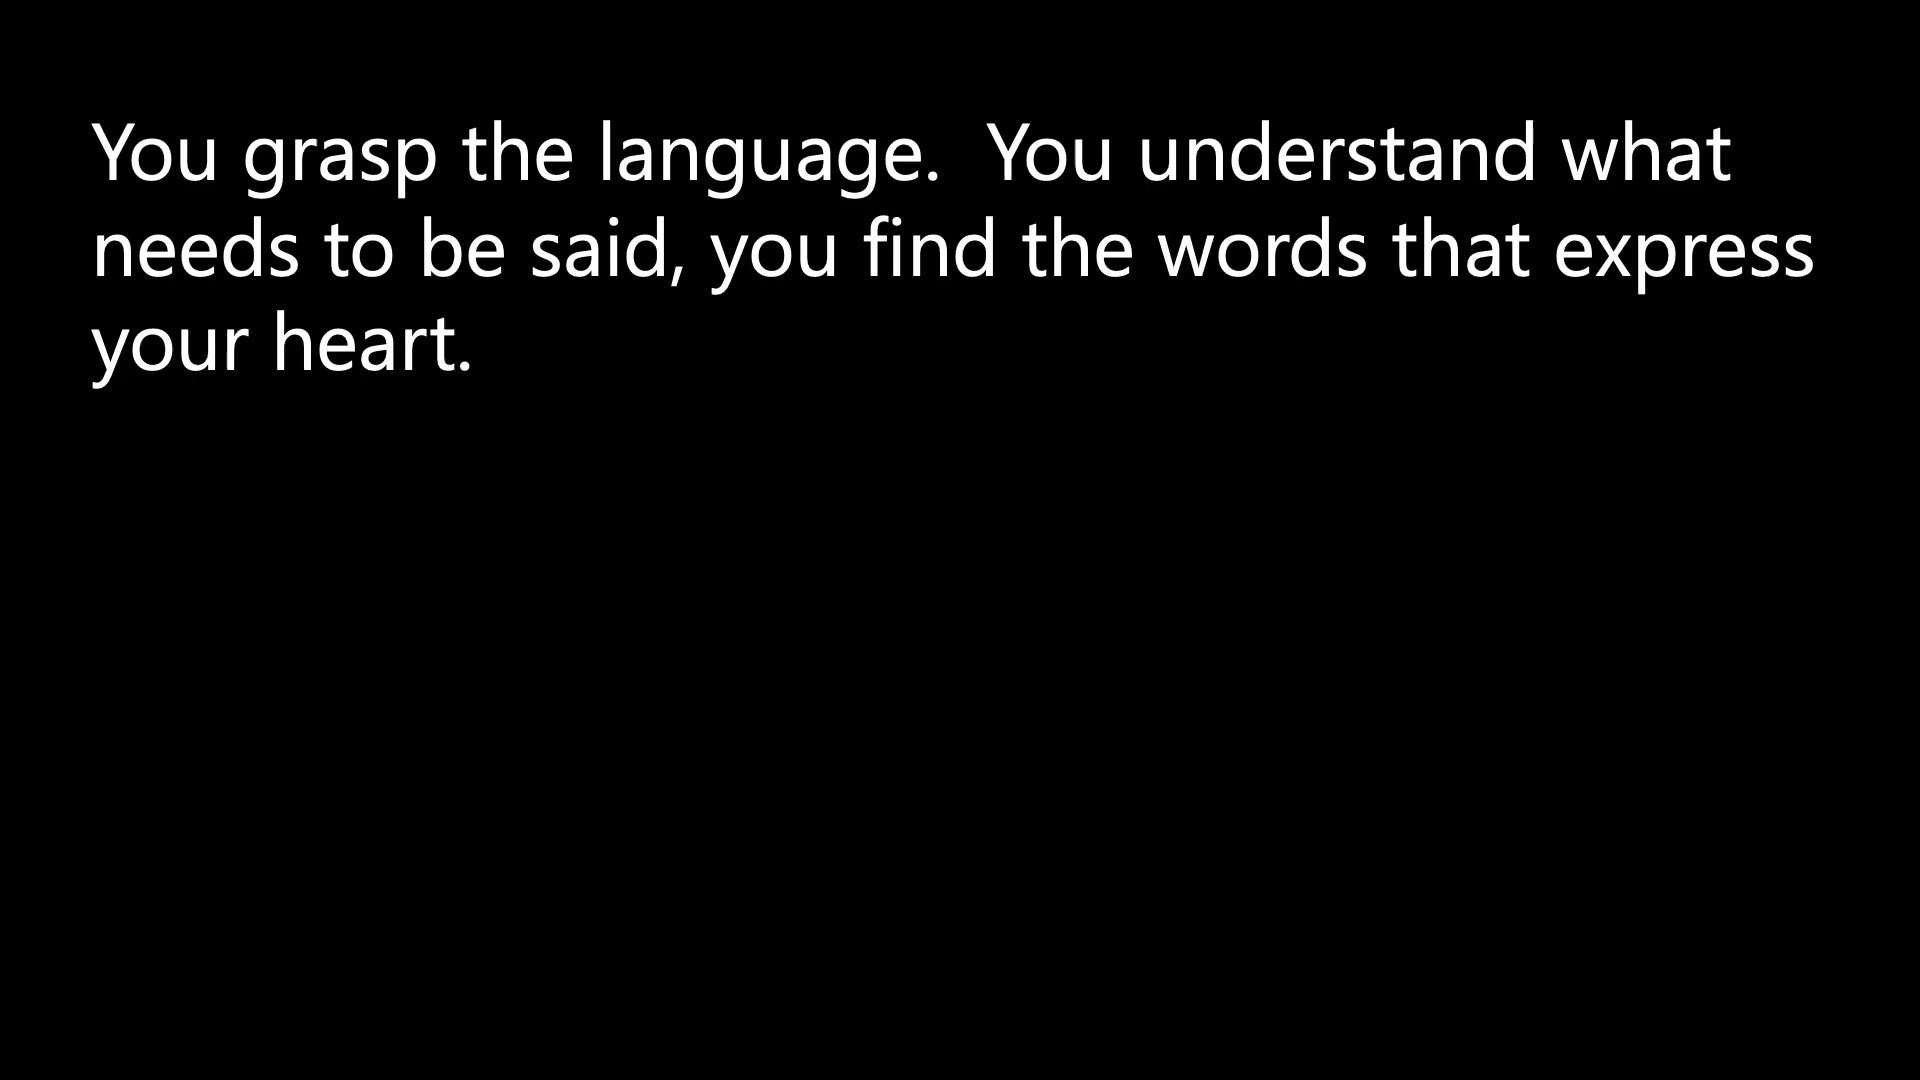 You grasp the language.  You understand what
needs to be said, you find the words that express
your heart.